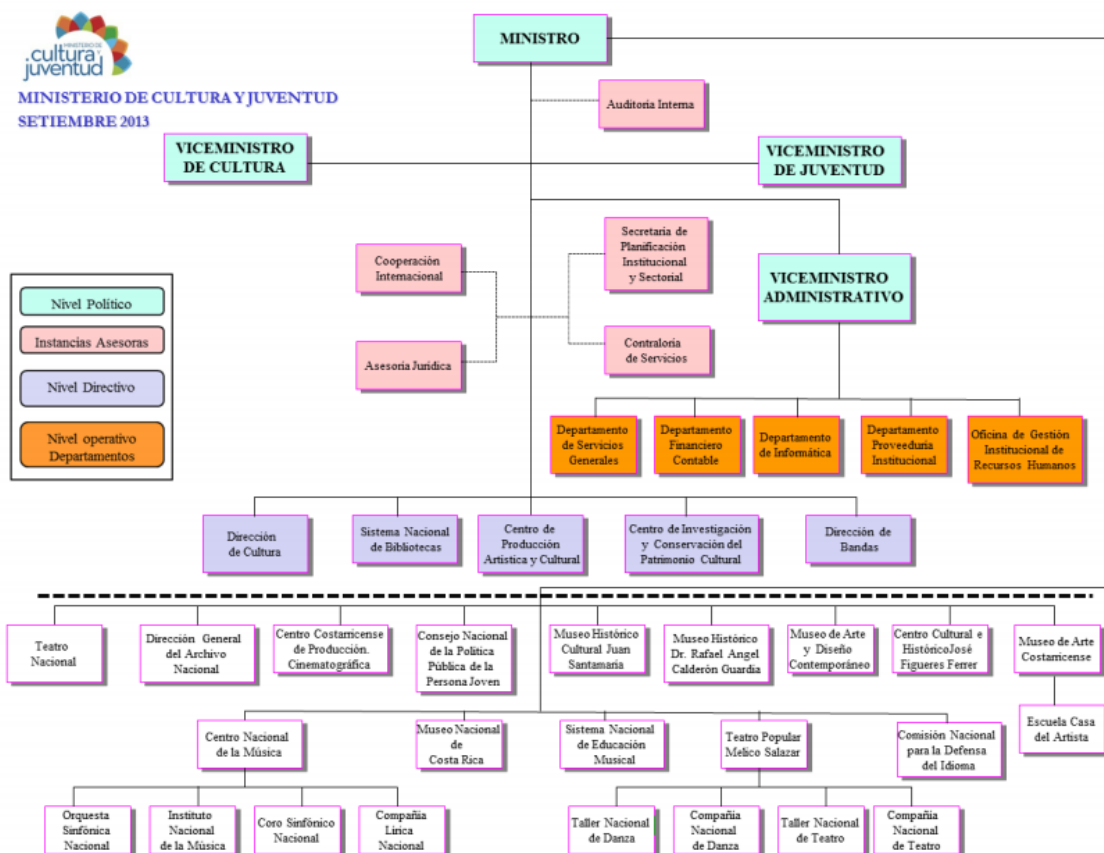 MINISTERIO DE
cultura y
juventud
MINISTERIO DE CULTURA Y JUVENTUD
SETIEMBRE 2013
MINISTRO
Auditoría Interna
VICEMINISTRO
DE CULTURA
VICEMINISTRO
DE JUVENTUD
Cooperación
Internacional
Secretaría de
Planificación
Institucional
y Sectorial
VICEMINISTRO
ADMINISTRATIVO
Asesoría Jurídica
Contraloría
de Servicios
Nivel Político
Instancias Asesoras
Nivel Directivo
Nivel operativo
Departamentos
Departamento
de Servicios
Generales
Departamento
Financiero
Contable
Departamento
de Informática
Departamento
Proveeduría
Institucional
Oficina de Gestión
Institucional de
Recursos Humanos
Dirección
de Cultura
Sistema Nacional
de Bibliotecas
Centro de
Producción
Artística y Cultural
Centro de Investigación
y Conservación del
Patrimonio Cultural
Dirección de
Bandas
Teatro
Nacional
Dirección General
del Archivo
Nacional
Centro Costarricense
de Producción.
Cinematográfica
Consejo Nacional
de la Política
Pública de la
Persona Joven
Museo Histórico
Cultural Juan
Santamaría
Museo Histórico
Dr. Rafael Angel
Calderón Guardia
Museo de Arte
y Diseño
Contemporáneo
Centro Cultural e
HistóricoJosé
Figueres Ferrer
Museo de Arte
Costarricense
Centro Nacional
de la Música
Museo Nacional
de
Costa Rica
Sistema Nacional
de Educación
Musical
Teatro Popular
Melico Salazar
Comisión Nacional
para la Defensa
del Idioma
Escuela Casa
del Artista
Orquesta
Sinfónica
Nacional
Instituto
Nacional
de la Música
Coro Sinfónico
Nacional
Compañía
Lírica
Nacional
Taller Nacional
de Danza
Compañía
Nacional
de Danza
Taller Nacional
de Teatro
Compañía
Nacional
de Teatro